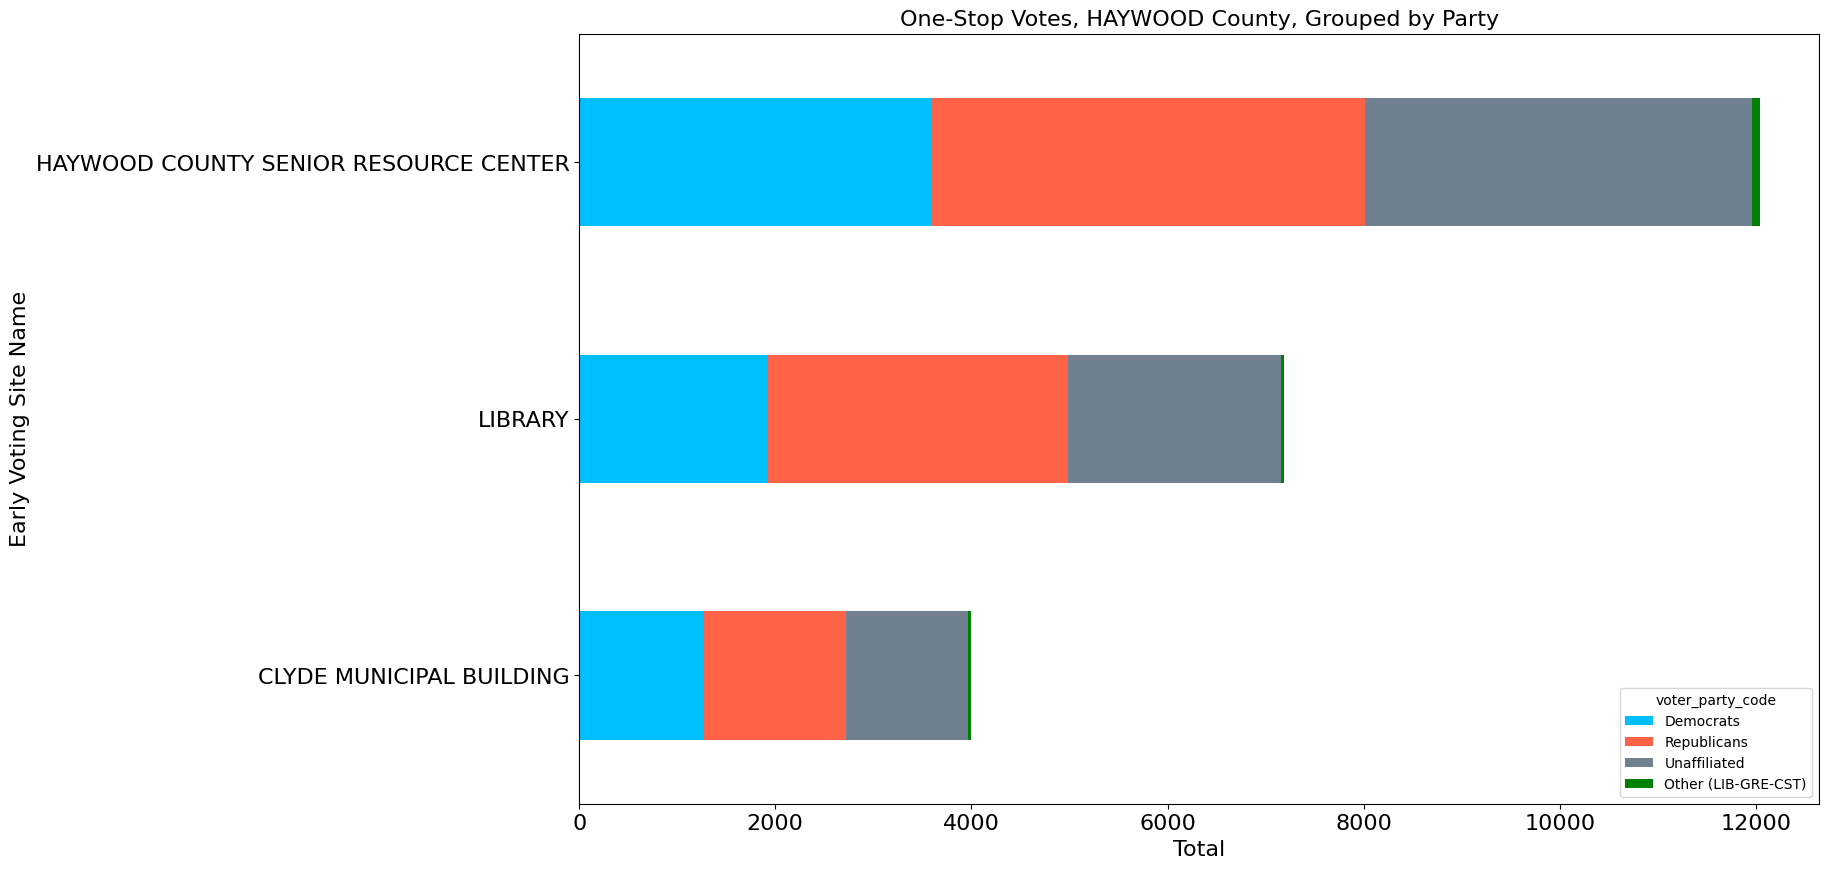 One-Stop Votes, HAYWOOD County, Grouped by Party
Early Voting Site Name
HAYWOOD COUNTY SENIOR RESOURCE CENTER
LIBRARY
CLYDE MUNICIPAL BUILDING
voter_party_code
Democrats
Republicans
Unaffiliated
Other (LIB-GRE-CST)
0 2000 4000 6000 8000 10000 12000
Total